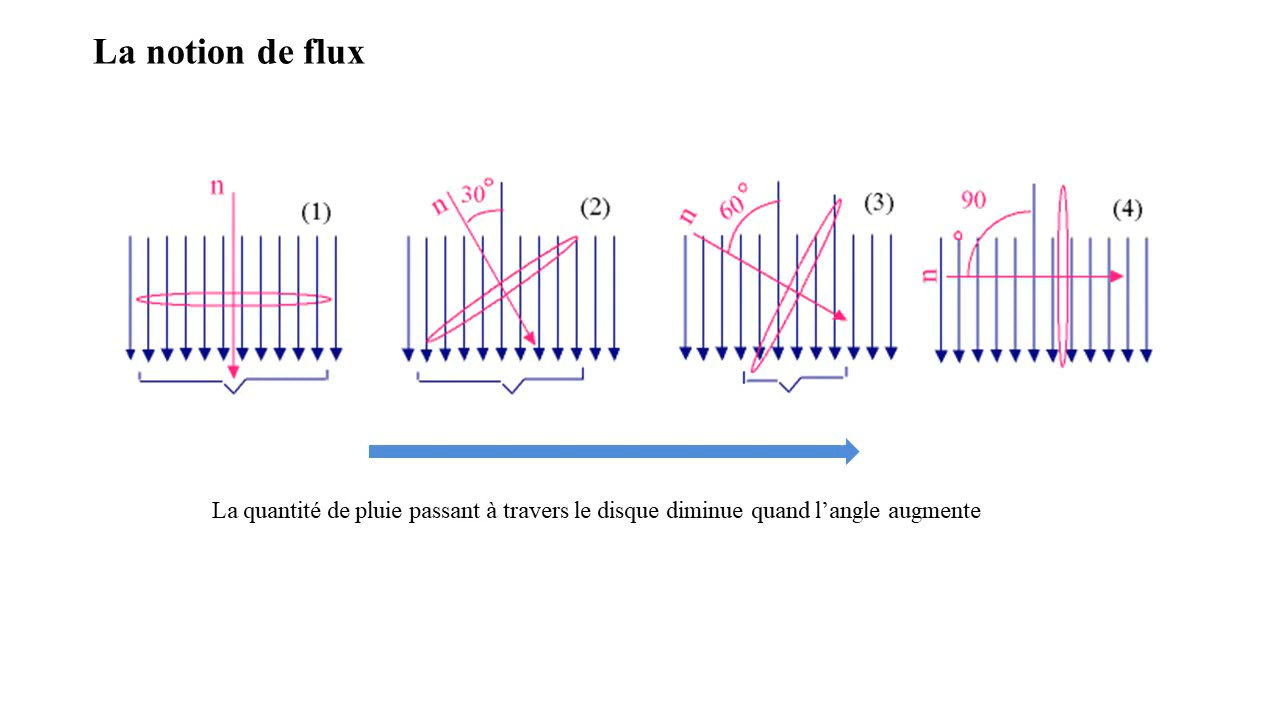 La notion de flux
n
(1)
n
30°
(2)
n
60°
(3)
n
90
°
(4)
La quantité de pluie passant à travers le disque diminue quand l’angle augmente